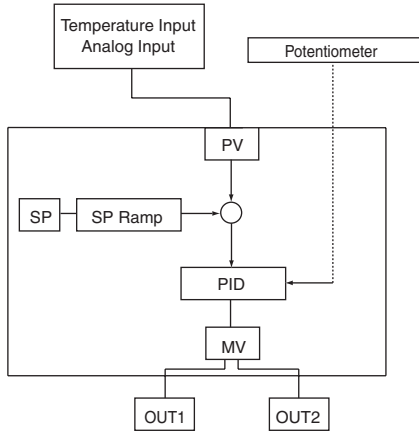 Temperature Input
Analog Input
Potentiometer
PV
SP
SP Ramp
PID
MV
OUT1
OUT2